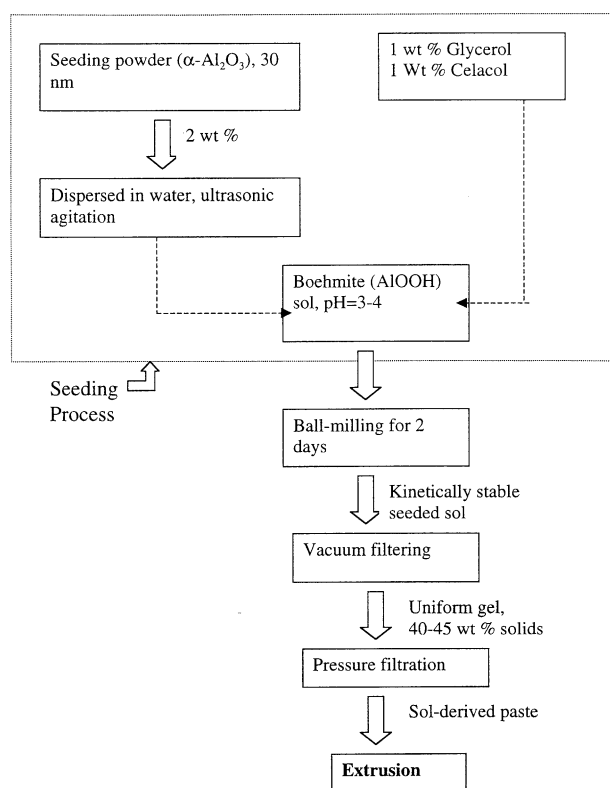 Seeding powder (α-Al₂O₃), 30
nm
1 wt % Glycerol
1 Wt % Celacol
2 wt %
Dispersed in water, ultrasonic
agitation
Boehmite (AlOOH)
sol, pH=3-4
Seeding
Process
Ball-milling for 2
days
Kinetically stable
seeded sol
Vacuum filtering
Uniform gel,
40-45 wt % solids
Pressure filtration
Sol-derived paste
Extrusion